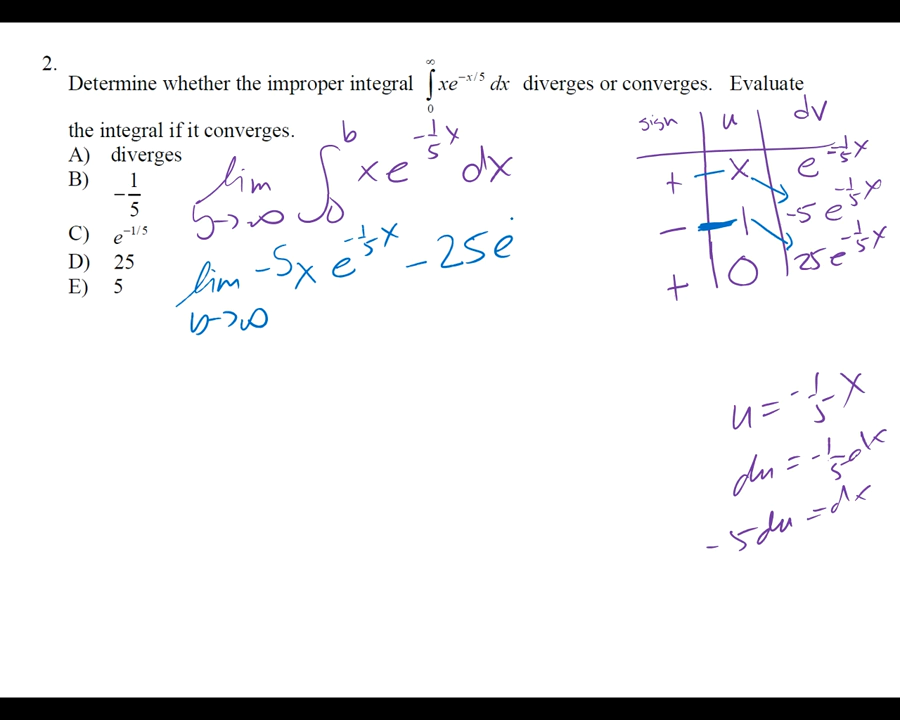 2.
Determine whether the improper integral ∫₀^∞ xe^{-x/5} dx diverges or converges. Evaluate
the integral if it converges.
A) diverges
B) -1/5
C) e^{-1/5}
D) 25
E) 5
lim b→∞ ∫₀^b x e^{-1/5 x} dx
lim b→∞ -5x e^{-1/5 x} - 25e
sign u dv
+ x e^{-1/5 x}
- 1 -5e^{-1/5 x}
+ 0 25e^{-1/5 x}
u = -1/5 x
du = -1/5 dx
-5du = dx